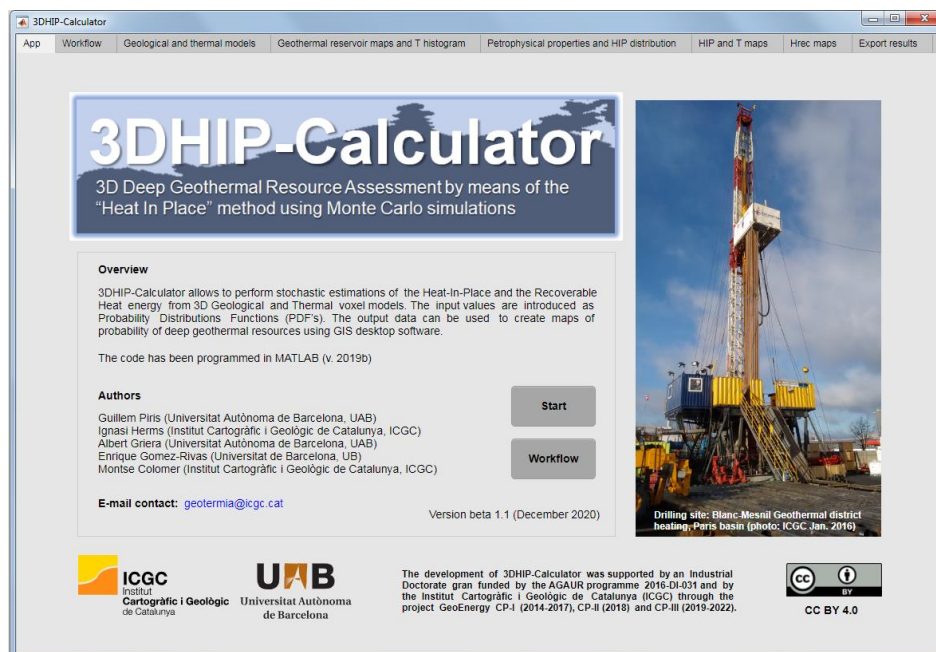 3DHIP-Calculator
App
Workflow
Geological and thermal models
Geothermal reservoir maps and T histogram
Petrophysical properties and HIP distribution
HIP and T maps
Hrec maps
Export results
3DHIP-Calculator
3D Deep Geothermal Resource Assessment by means of the
“Heat In Place” method using Monte Carlo simulations
Overview
3DHIP-Calculator allows to perform stochastic estimations of the Heat-In-Place and the Recoverable
Heat energy from 3D Geological and Thermal voxel models. The input values are introduced as
Probability Distributions Functions (PDF's). The output data can be used to create maps of
probability of deep geothermal resources using GIS desktop software.
The code has been programmed in MATLAB (v. 2019b)
Authors
Guillem Piris (Universitat Autònoma de Barcelona, UAB)
Ignasi Herms (Institut Cartogràfic i Geològic de Catalunya, ICGC)
Albert Griera (Universitat Autònoma de Barcelona, UAB)
Enrique Gomez-Rivas (Universitat de Barcelona, UB)
Montse Colomer (Institut Cartogràfic i Geològic de Catalunya, ICGC)
Start
Workflow
E-mail contact: geotermia@icgc.cat
Version beta 1.1 (December 2020)
Drilling site: Blanc-Mesnil Geothermal district
heating, Paris basin (photo: ICGC Jan. 2016)
ICGC
Institut
Cartogràfic i Geològic
de Catalunya
UAB
Universitat Autònoma
de Barcelona
The development of 3DHIP-Calculator was supported by an Industrial
Doctorate gran funded by the AGAUR programme 2016-DI-031 and by
the Institut Cartogràfic i Geològic de Catalunya (ICGC) through the
project GeoEnergy CP-I (2014-2017), CP-II (2018) and CP-III (2019-2022).
cc
BY
CC BY 4.0